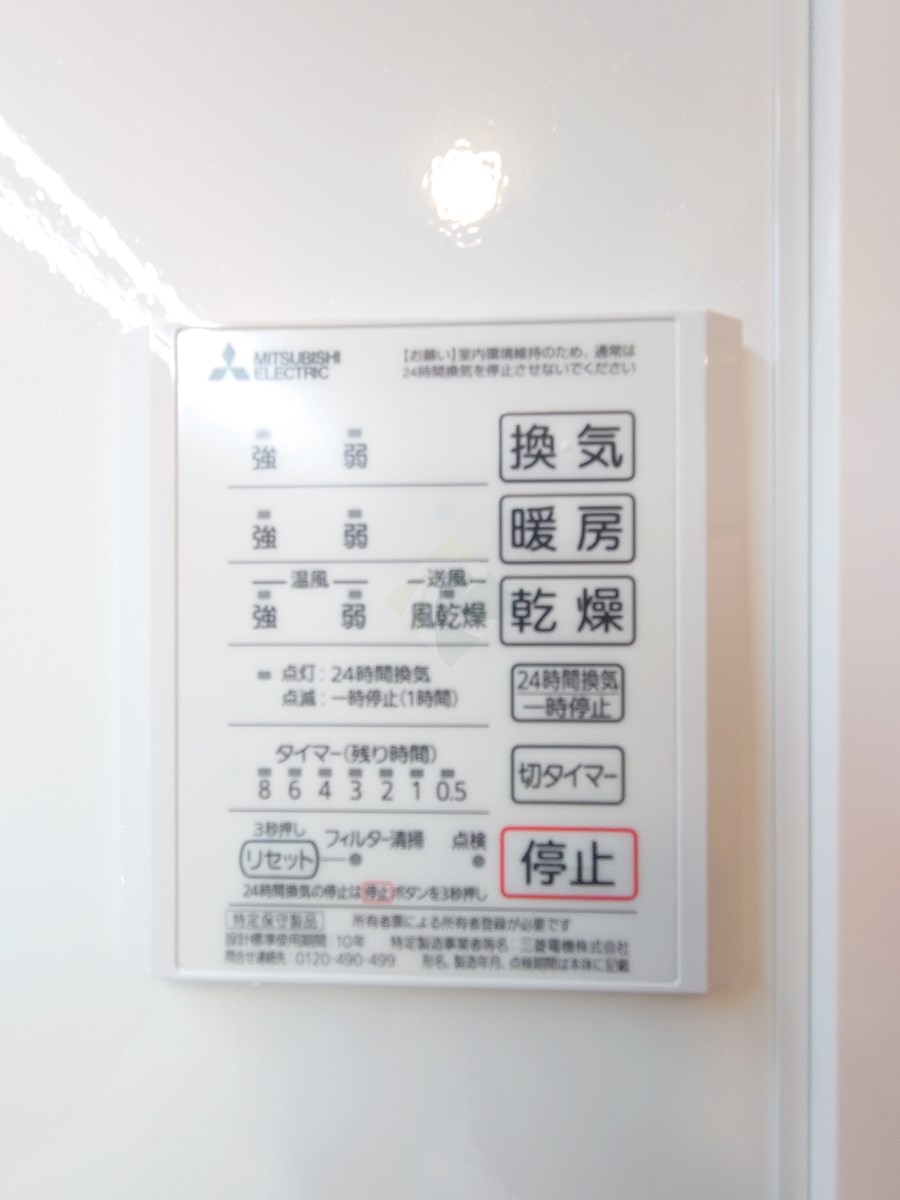 MITSUBISHI
ELECTRIC
【お願い】室内環境維持のため、通常は
24時間換気を停止させないでください
強 弱 換気
強 弱 暖房
温風 送風
強 弱 風乾燥 乾燥
点灯：24時間換気
点滅：一時停止(1時間)
24時間換気
一時停止
タイマー(残り時間)
8 6 4 3 2 1 0.5
切タイマー
3秒押し
リセット フィルター清掃 点検
停止
24時間換気の停止は停止ボタンを3秒押し
特定保守製品 所有者票による所有者登録が必要です
設計標準使用期間：10年 特定製造事業者等名：三菱電機株式会社
問合せ連絡先：0120-490-499 形名、製造年月、点検期間は本体に記載